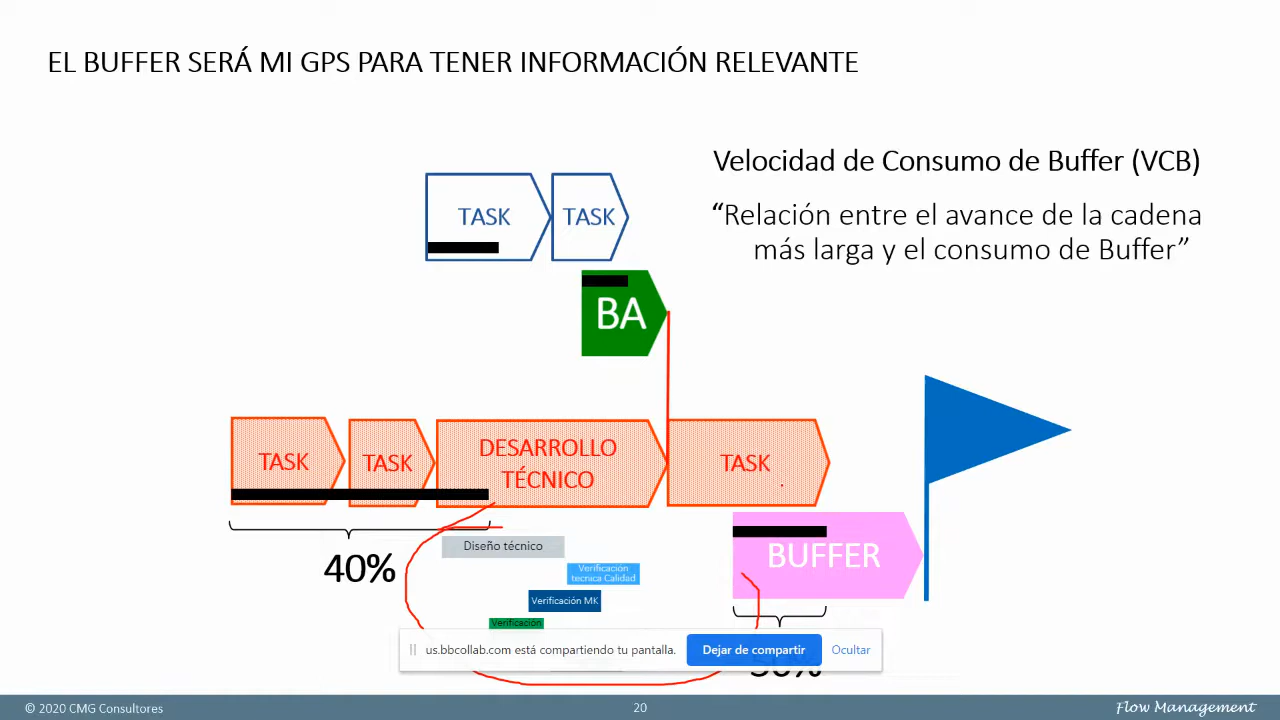 EL BUFFER SERÁ MI GPS PARA TENER INFORMACIÓN RELEVANTE
Velocidad de Consumo de Buffer (VCB)
“Relación entre el avance de la cadena
más larga y el consumo de Buffer”
TASK
TASK
BA
TASK
TASK
DESARROLLO
TÉCNICO
TASK
BUFFER
40%
Diseño técnico
Verificación
tecnica Calidad
Verificación MK
Verificación
us.bbcollab.com está compartiendo tu pantalla.
Dejar de compartir
Ocultar
© 2020 CMG Consultores
20
Flow Management